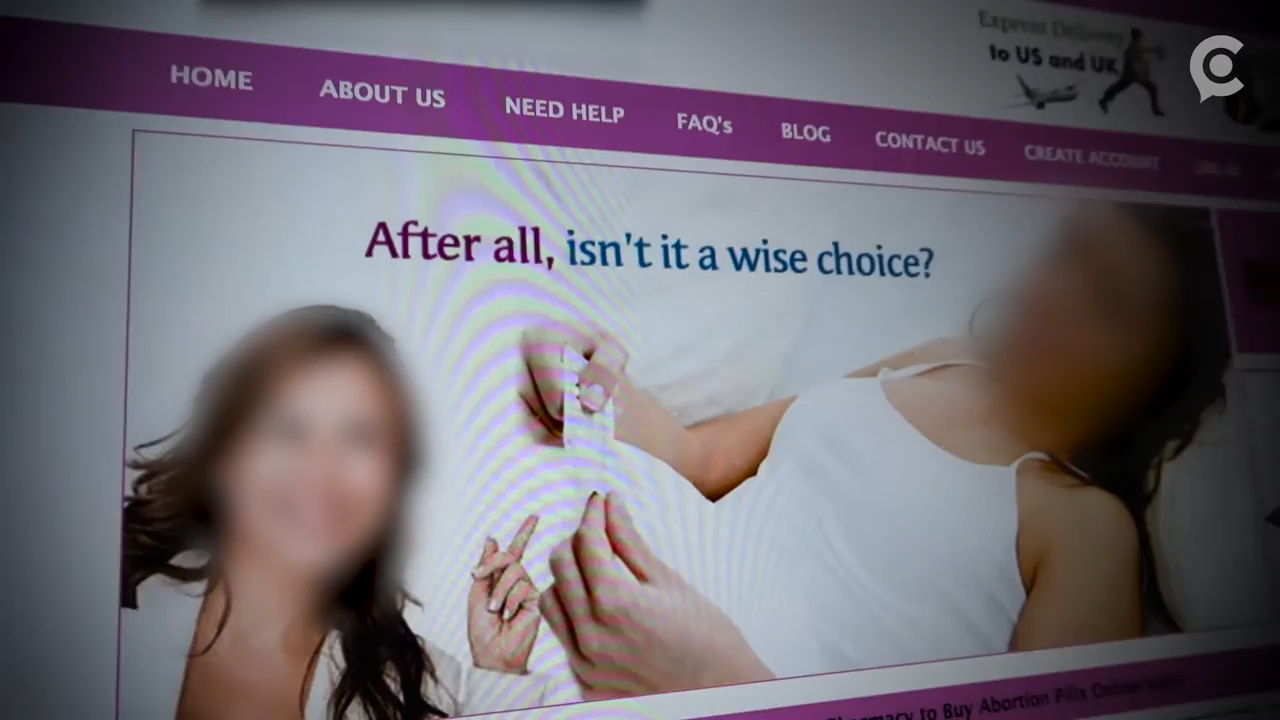 Express Delivery
to US and UK
HOME ABOUT US NEED HELP FAQ's BLOG CONTACT US CREATE ACCOUNT
After all, isn't it a wise choice?
Pharmacy to Buy Abortion Pills Online